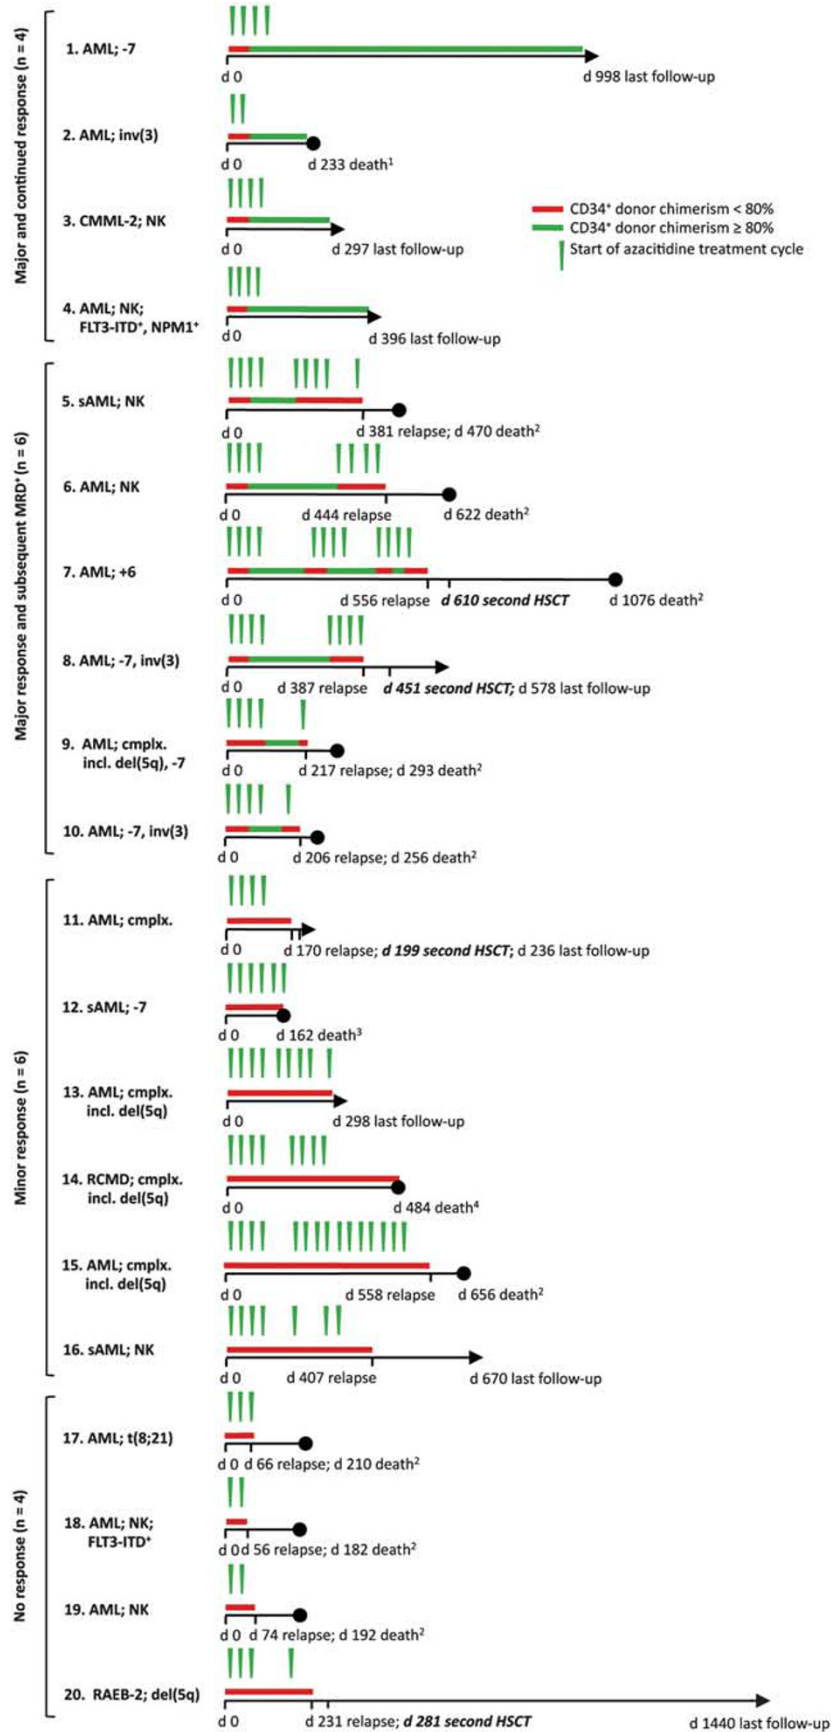 Major and continued response (n = 4)
1. AML; -7
d 0
d 998 last follow-up
2. AML; inv(3)
d 0
d 233 death¹
CD34⁺ donor chimerism < 80%
CD34⁺ donor chimerism ≥ 80%
Start of azacitidine treatment cycle
3. CMML-2; NK
d 0
d 297 last follow-up
4. AML; NK;
FLT3-ITD⁺, NPM1⁺
d 0
d 396 last follow-up
Major response and subsequent MRD⁺ (n = 6)
5. sAML; NK
d 0
d 381 relapse; d 470 death²
6. AML; NK
d 0
d 444 relapse
d 622 death²
7. AML; +6
d 0
d 556 relapse
d 610 second HSCT
d 1076 death²
8. AML; -7, inv(3)
d 0
d 387 relapse
d 451 second HSCT; d 578 last follow-up
9. AML; cmplx.
incl. del(5q), -7
d 0
d 217 relapse; d 293 death²
10. AML; -7, inv(3)
d 0
d 206 relapse; d 256 death²
Minor response (n = 6)
11. AML; cmplx.
d 0
d 170 relapse; d 199 second HSCT; d 236 last follow-up
12. sAML; -7
d 0
d 162 death³
13. AML; cmplx.
incl. del(5q)
d 0
d 298 last follow-up
14. RCMD; cmplx.
incl. del(5q)
d 0
d 484 death⁴
15. AML; cmplx.
incl. del(5q)
d 0
d 558 relapse
d 656 death²
16. sAML; NK
d 0
d 407 relapse
d 670 last follow-up
No response (n = 4)
17. AML; t(8;21)
d 0
d 66 relapse; d 210 death²
18. AML; NK;
FLT3-ITD⁺
d 0
d 56 relapse; d 182 death²
19. AML; NK
d 0
d 74 relapse; d 192 death²
20. RAEB-2; del(5q)
d 0
d 231 relapse; d 281 second HSCT
d 1440 last follow-up